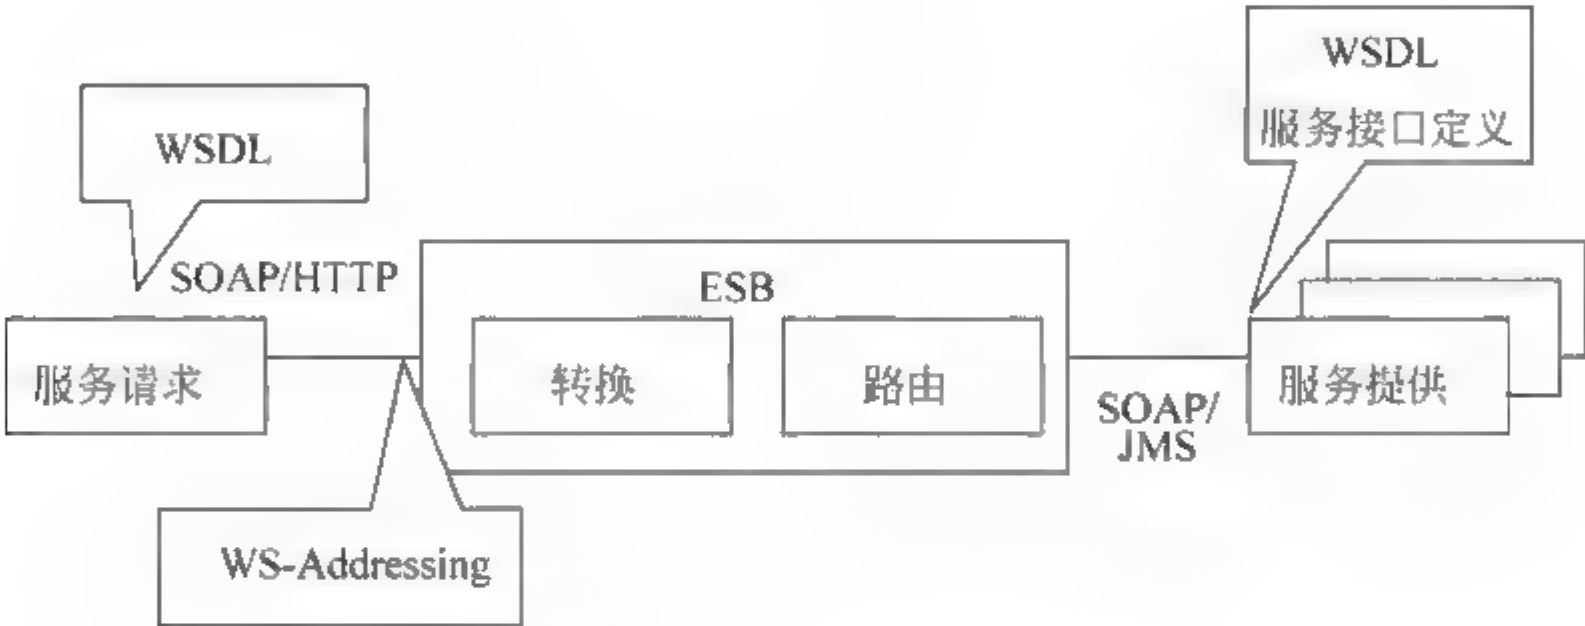 WSDL
服务接口定义
WSDL
SOAP/HTTP
ESB
服务请求
转换
路由
SOAP/
JMS
服务提供
WS-Addressing